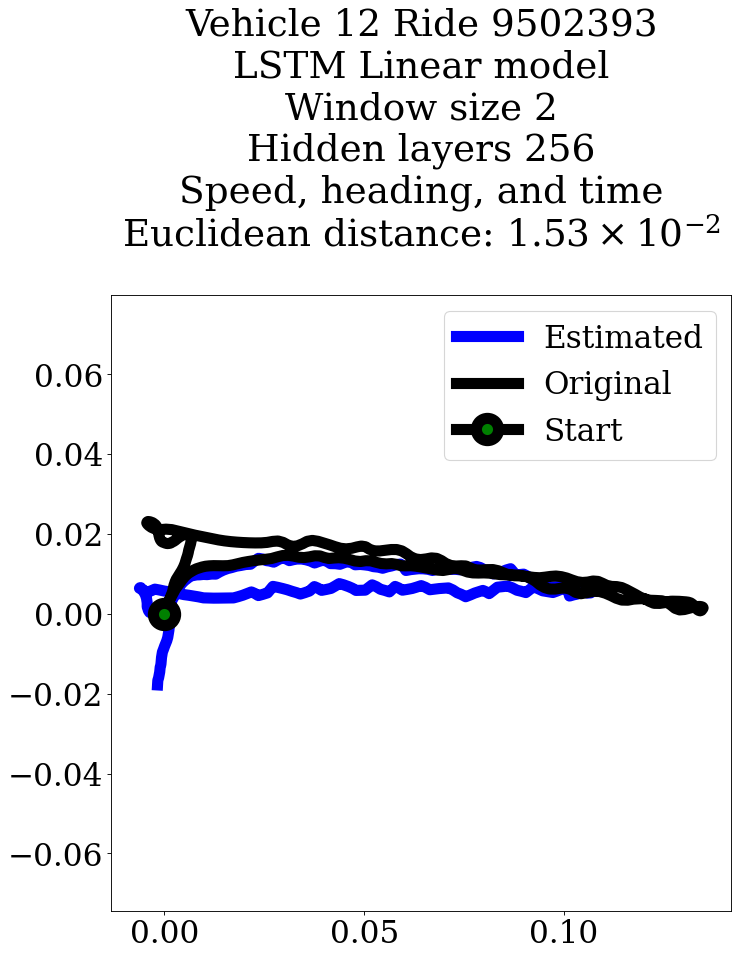 Vehicle 12 Ride 9502393
LSTM Linear model
Window size 2
Hidden layers 256
Speed, heading, and time
Euclidean distance: 1.53 × 10⁻²
Estimated
Original
Start
0.06
0.04
0.02
0.00
−0.02
−0.04
−0.06
0.00 0.05 0.10